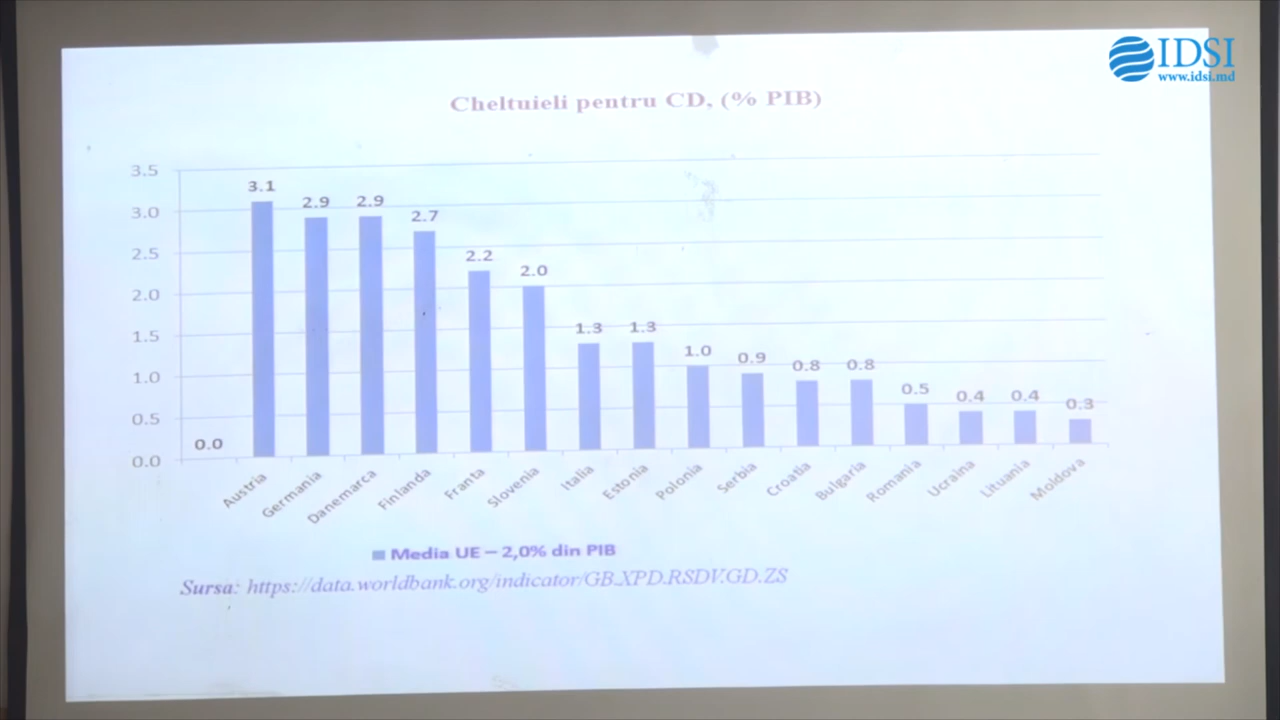 IDSI
www.idsi.md
Cheltuieli pentru CD, (% PIB)
3.5
3.0
2.5
2.0
1.5
1.0
0.5
0.0
0.0
3.1
2.9
2.9
2.7
2.2
2.0
1.3
1.3
1.0
0.9
0.8
0.8
0.5
0.4
0.4
0.3
Austria
Germania
Danemarca
Finlanda
Franta
Slovenia
Italia
Estonia
Polonia
Serbia
Croatia
Bulgaria
Romania
Ucraina
Lituania
Moldova
Media UE – 2,0% din PIB
Sursa: https://data.worldbank.org/indicator/GB.XPD.RSDV.GD.ZS